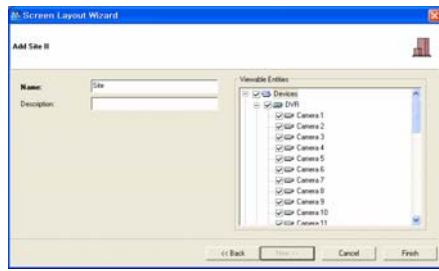 Screen Layout Wizard
Add Site II
Name:
Site
Description:
Viewable Entities
Devices
DVR
Camera 1
Camera 2
Camera 3
Camera 4
Camera 5
Camera 6
Camera 7
Camera 8
Camera 9
Camera 10
Camera 11
<< Back
Next >>
Cancel
Finish